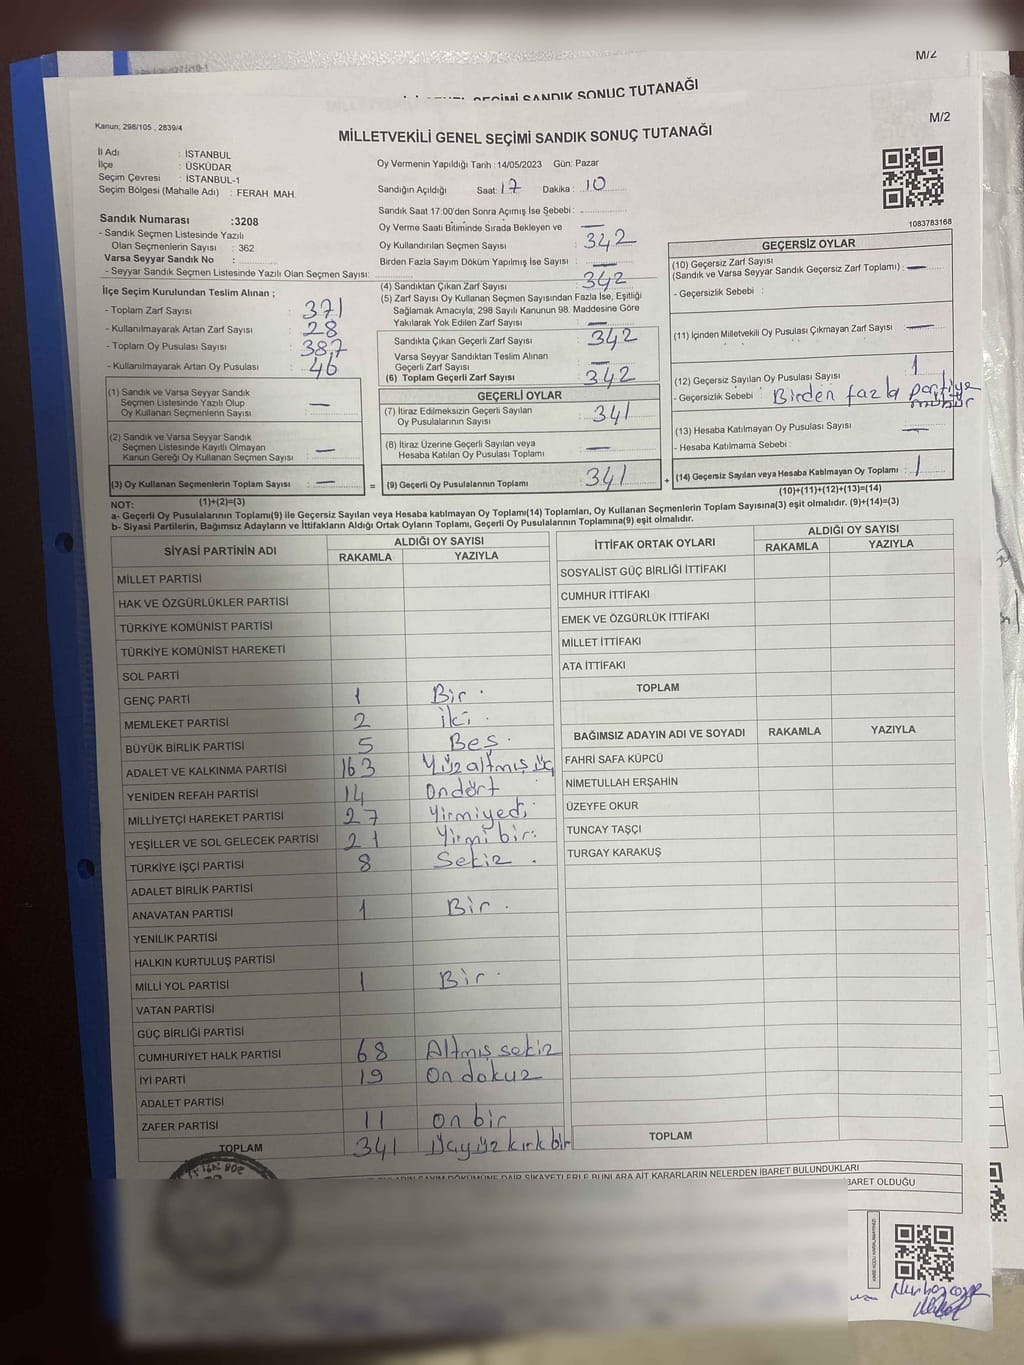 M/2
GENEL SEÇİMİ SANDIK SONUÇ TUTANAĞI
Kanun; 298/105 , 2839/4
M/2
MİLLETVEKİLİ GENEL SEÇİMİ SANDIK SONUÇ TUTANAĞI
İl Adı : İSTANBUL
İlçe : ÜSKÜDAR
Seçim Çevresi : İSTANBUL-1
Seçim Bölgesi (Mahalle Adı) : FERAH MAH.
Oy Vermenin Yapıldığı Tarih :14/05/2023 Gün: Pazar
Sandığın Açıldığı Saat: 17 Dakika: 10
Sandık Saat 17:00'den Sonra Açımış İse Sebebi:
Sandık Numarası :3208
- Sandık Seçmen Listesinde Yazılı
Olan Seçmenlerin Sayısı : 362
Varsa Seyyar Sandık No :
- Seyyar Sandık Seçmen Listesinde Yazılı Olan Seçmen Sayısı:
Oy Verme Saati Bitiminde Sırada Bekleyen ve —
Oy Kullandırılan Seçmen Sayısı : 342
Birden Fazla Sayım Döküm Yapılmış İse Sayısı : —
1083783168
İlçe Seçim Kurulundan Teslim Alınan ;
- Toplam Zarf Sayısı : 371
- Kullanılmayarak Artan Zarf Sayısı : 28
- Toplam Oy Pusulası Sayısı : 387
- Kullanılmayarak Artan Oy Pusulası : 46
(4) Sandıktan Çıkan Zarf Sayısı : 342
(5) Zarf Sayısı Oy Kullanan Seçmen Sayısından Fazla İse, Eşitliği
Sağlamak Amacıyla, 298 Sayılı Kanunun 98. Maddesine Göre
Yakılarak Yok Edilen Zarf Sayısı : —
Sandıkta Çıkan Geçerli Zarf Sayısı : 342
Varsa Seyyar Sandıktan Teslim Alınan
Geçerli Zarf Sayısı : —
(6) Toplam Geçerli Zarf Sayısı : 342
GEÇERSİZ OYLAR
(10) Geçersiz Zarf Sayısı
(Sandık ve Varsa Seyyar Sandık Geçersiz Zarf Toplamı) : —
- Geçersizlik Sebebi :
(11) İçinden Milletvekili Oy Pusulası Çıkmayan Zarf Sayısı : —
(12) Geçersiz Sayılan Oy Pusulası Sayısı : 1
- Geçersizlik Sebebi : Birden fazla partiye
mühür
(13) Hesaba Katılmayan Oy Pusulası Sayısı : —
- Hesaba Katılmama Sebebi :
(14) Geçersiz Sayılan veya Hesaba Katılmayan Oy Toplamı : 1
(10)+(11)+(12)+(13)=(14)
(1) Sandık ve Varsa Seyyar Sandık
Seçmen Listesinde Yazılı Olup
Oy Kullanan Seçmenlerin Sayısı : —
(2) Sandık ve Varsa Seyyar Sandık
Seçmen Listesinde Kayıtlı Olmayan
Kanun Gereği Oy Kullanan Seçmen Sayısı : —
(3) Oy Kullanan Seçmenlerin Toplam Sayısı : —
(1)+(2)=(3)
=
GEÇERLİ OYLAR
(7) İtiraz Edilmeksizin Geçerli Sayılan
Oy Pusulalarının Sayısı : 341
(8) İtiraz Üzerine Geçerli Sayılan veya
Hesaba Katılan Oy Pusulası Toplamı : —
(9) Geçerli Oy Pusulalarının Toplamı : 341
+
NOT:
a- Geçerli Oy Pusulalarının Toplamı(9) ile Geçersiz Sayılan veya Hesaba katılmayan Oy Toplamı(14) Toplamları, Oy Kullanan Seçmenlerin Toplam Sayısına(3) eşit olmalıdır. (9)+(14)=(3)
b- Siyasi Partilerin, Bağımsız Adayların ve İttifakların Aldığı Ortak Oyların Toplamı, Geçerli Oy Pusulalarının Toplamına(9) eşit olmalıdır.
SİYASİ PARTİNİN ADI ALDIĞI OY SAYISI
RAKAMLA YAZIYLA
MİLLET PARTİSİ
HAK VE ÖZGÜRLÜKLER PARTİSİ
TÜRKİYE KOMÜNİST PARTİSİ
TÜRKİYE KOMÜNİST HAREKETİ
SOL PARTİ
GENÇ PARTİ 1 Bir .
MEMLEKET PARTİSİ 2 iki .
BÜYÜK BİRLİK PARTİSİ 5 Beş .
ADALET VE KALKINMA PARTİSİ 163 Yüzaltmış üç
YENİDEN REFAH PARTİSİ 14 Ondört
MİLLİYETÇİ HAREKET PARTİSİ 27 Yirmiyedi
YEŞİLLER VE SOL GELECEK PARTİSİ 21 Yirmi bir
TÜRKİYE İŞÇİ PARTİSİ 8 Sekiz .
ADALET BİRLİK PARTİSİ
ANAVATAN PARTİSİ 1 Bir .
YENİLİK PARTİSİ
HALKIN KURTULUŞ PARTİSİ
MİLLİ YOL PARTİSİ 1 Bir .
VATAN PARTİSİ
GÜÇ BİRLİĞİ PARTİSİ
CUMHURİYET HALK PARTİSİ 68 Altmış sekiz
İYİ PARTİ 19 On dokuz
ADALET PARTİSİ
ZAFER PARTİSİ 11 on bir
TOPLAM 341 Üçyüz kırk bir
İTTİFAK ORTAK OYLARI ALDIĞI OY SAYISI
RAKAMLA YAZIYLA
SOSYALİST GÜÇ BİRLİĞİ İTTİFAKI
CUMHUR İTTİFAKI
EMEK VE ÖZGÜRLÜK İTTİFAKI
MİLLET İTTİFAKI
ATA İTTİFAKI
TOPLAM
BAĞIMSIZ ADAYIN ADI VE SOYADI RAKAMLA YAZIYLA
FAHRİ SAFA KÜPCÜ
NİMETULLAH ERŞAHİN
ÜZEYFE OKUR
TUNCAY TAŞÇI
TURGAY KARAKUŞ
TOPLAM
DÖKÜMÜNE DAİR ŞİKAYETLERLE BUNLARA AİT KARARLARIN NELERDEN İBARET BULUNDUKLARI
BARET OLDUĞU